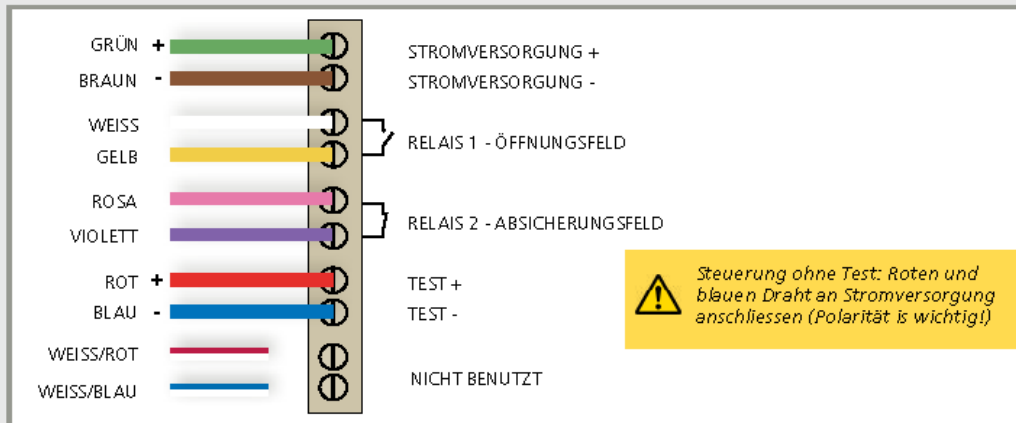 GRÜN +
STROMVERSORGUNG +
BRAUN -
STROMVERSORGUNG -
WEISS
RELAIS 1 - ÖFFNUNGSFELD
GELB
ROSA
RELAIS 2 - ABSICHERUNGSFELD
VIOLETT
ROT +
TEST +
BLAU -
TEST -
Steuerung ohne Test: Roten und
blauen Draht an Stromversorgung
anschliessen (Polarität is wichtig!)
WEISS/ROT
NICHT BENUTZT
WEISS/BLAU